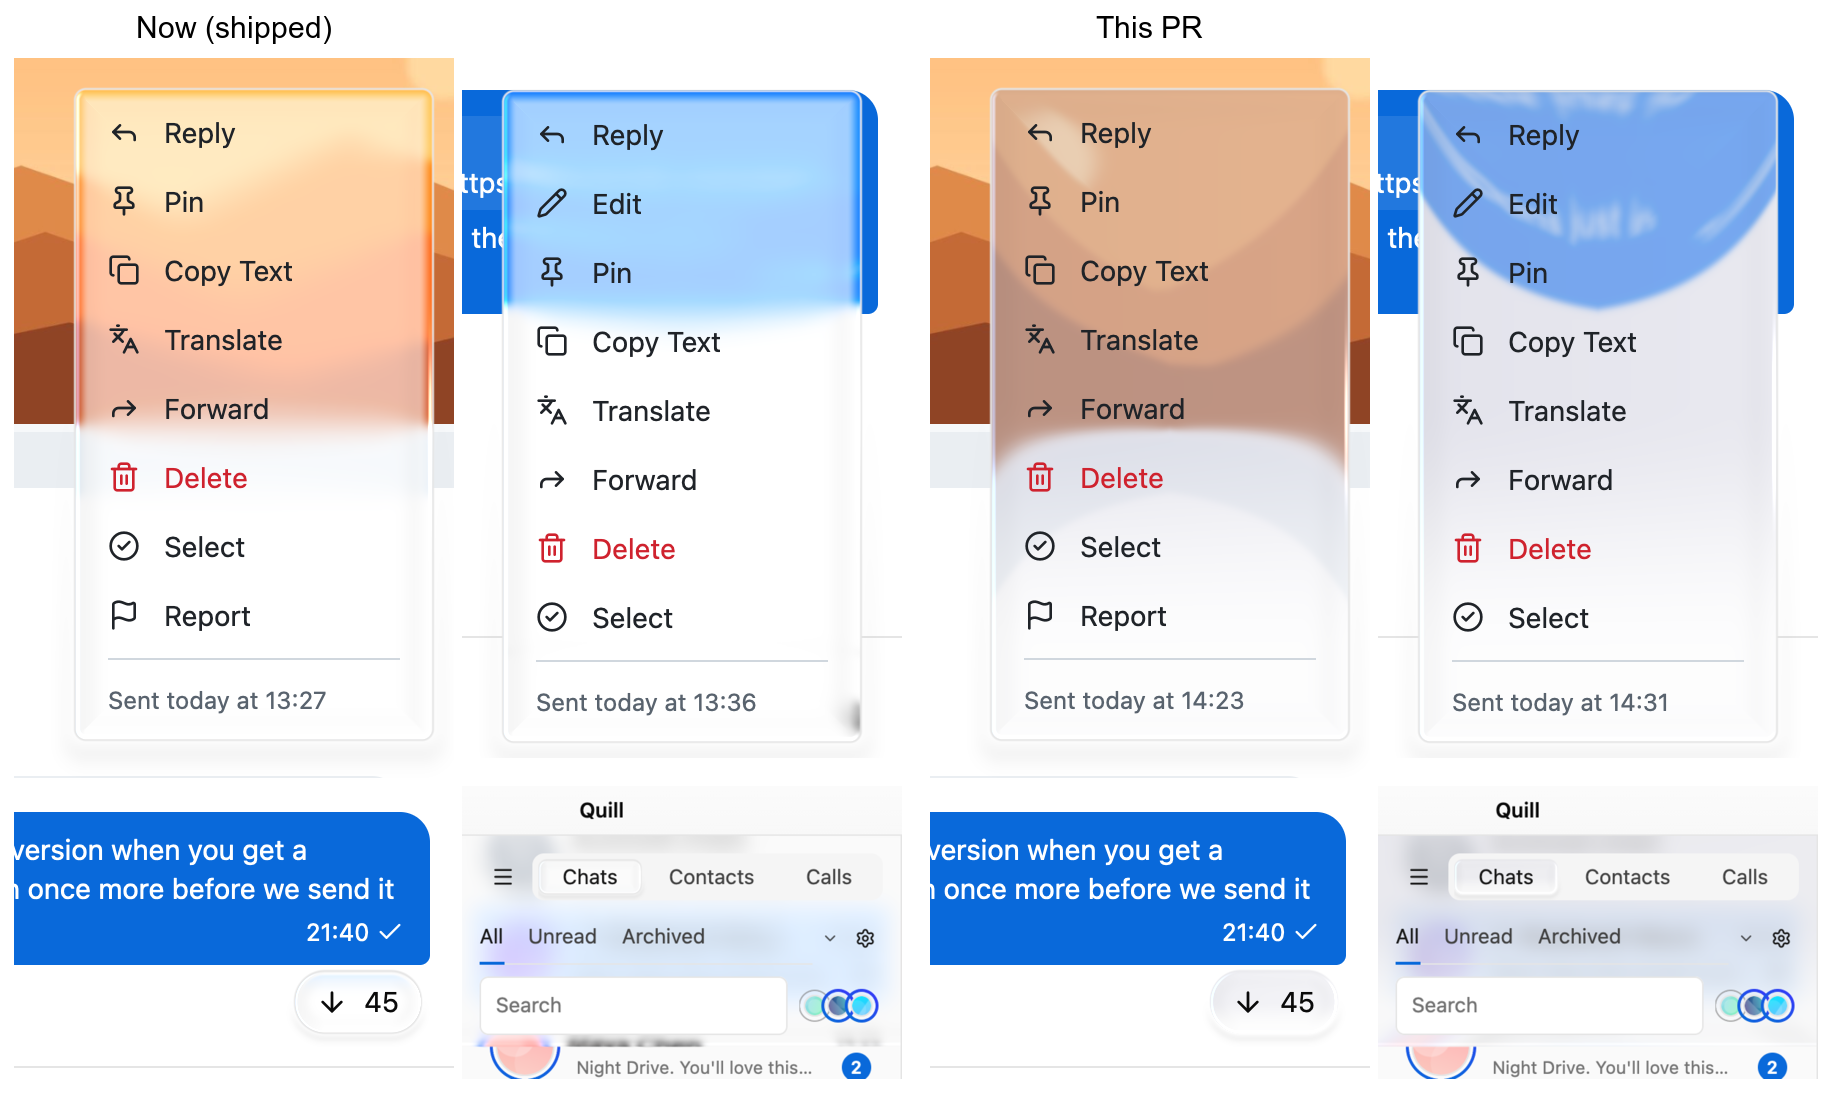 Now (shipped)
This PR
Reply
Pin
Copy Text
Translate
Forward
Delete
Select
Report
Sent today at 13:27
ttps
the
Reply
Edit
Pin
Copy Text
Translate
Forward
Delete
Select
Sent today at 13:36
Reply
Pin
Copy Text
Translate
Forward
Delete
Select
Report
Sent today at 14:23
ttps
the
Reply
Edit
just in
Pin
Copy Text
Translate
Forward
Delete
Select
Sent today at 14:31
version when you get a
once more before we send it
21:40
45
Quill
Chats Contacts Calls
All Unread Archived
Search
Night Drive. You'll love this...
2
version when you get a
once more before we send it
21:40
45
Quill
Chats Contacts Calls
All Unread Archived
Search
Night Drive. You'll love this...
2